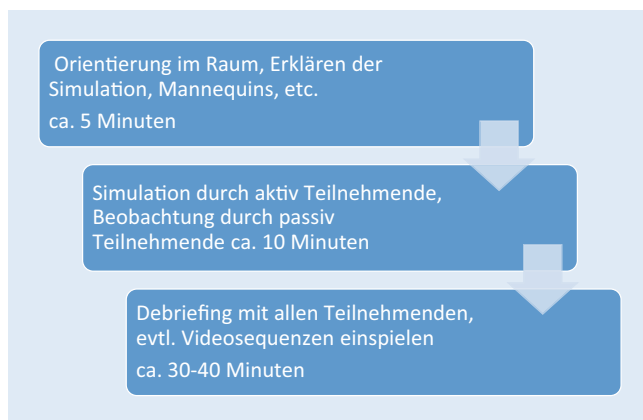 Orientierung im Raum, Erklären der
Simulation, Mannequins, etc.
ca. 5 Minuten
Simulation durch aktiv Teilnehmende,
Beobachtung durch passiv
Teilnehmende ca. 10 Minuten
Debriefing mit allen Teilnehmenden,
evtl. Videosequenzen einspielen
ca. 30-40 Minuten